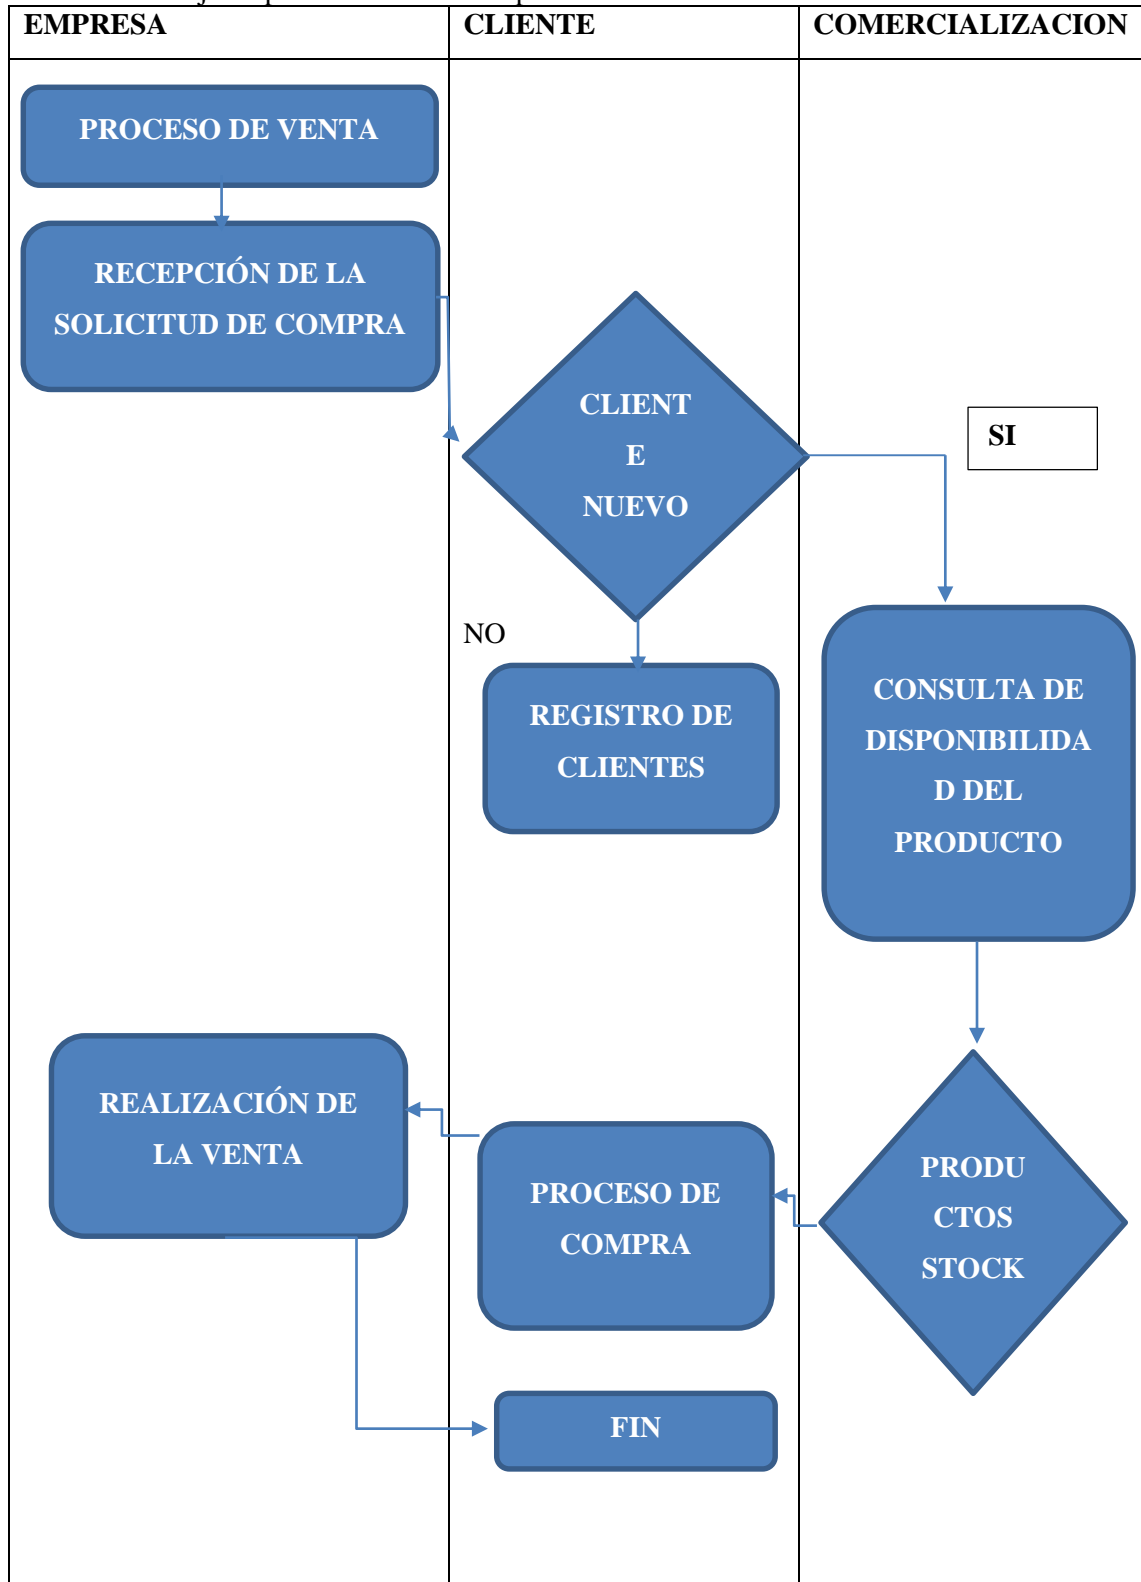 EMPRESA
CLIENTE
COMERCIALIZACION
PROCESO DE VENTA
RECEPCIÓN DE LA
SOLICITUD DE COMPRA
CLIENT
E
NUEVO
SI
NO
REGISTRO DE
CLIENTES
CONSULTA DE
DISPONIBILIDA
D DEL
PRODUCTO
REALIZACIÓN DE
LA VENTA
PROCESO DE
COMPRA
PRODU
CTOS
STOCK
FIN